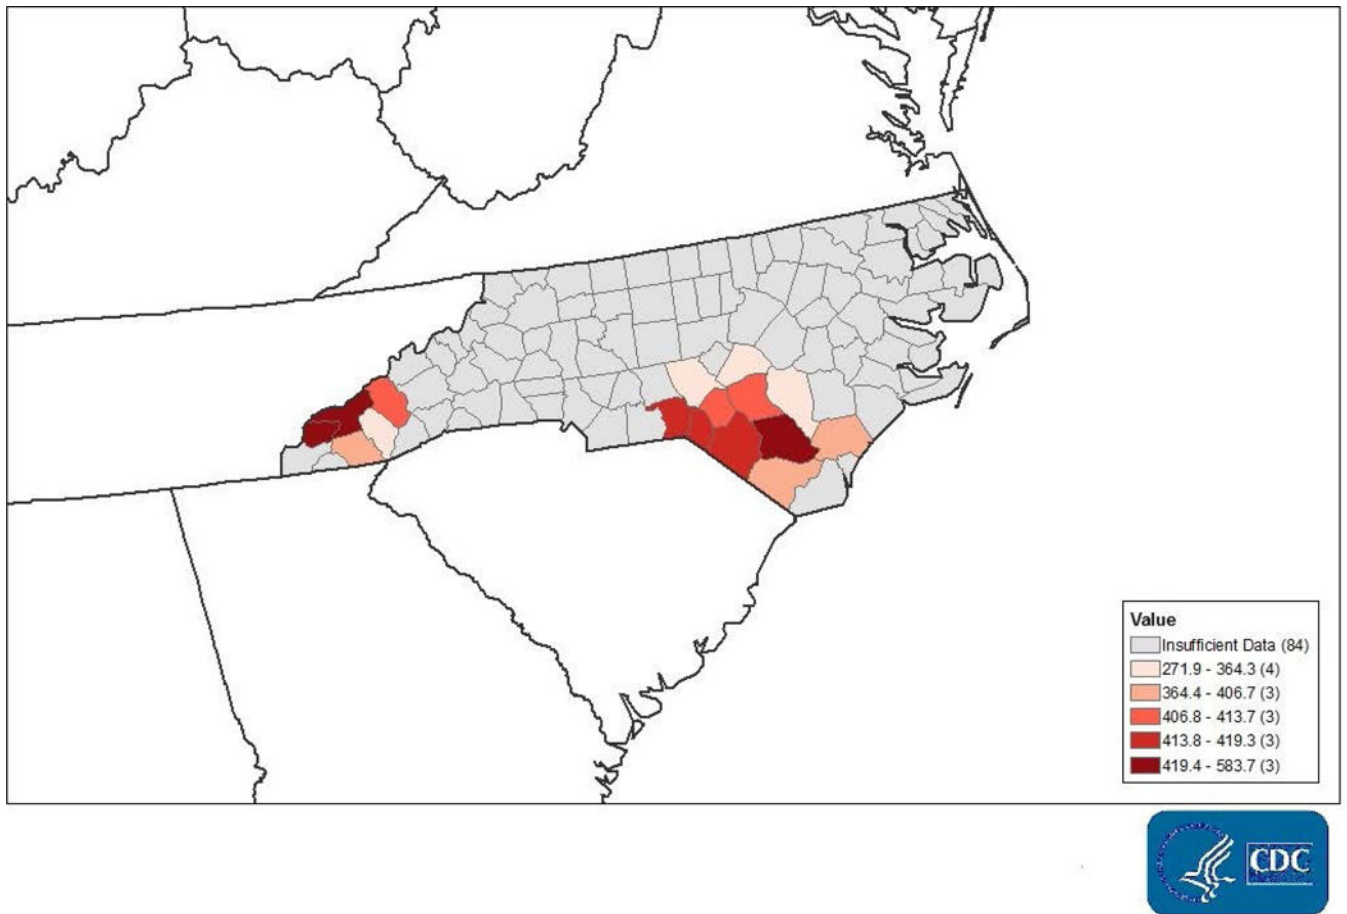 Value
Insufficient Data (84)
271.9 - 364.3 (4)
364.4 - 406.7 (3)
406.8 - 413.7 (3)
413.8 - 419.3 (3)
419.4 - 583.7 (3)
CDC